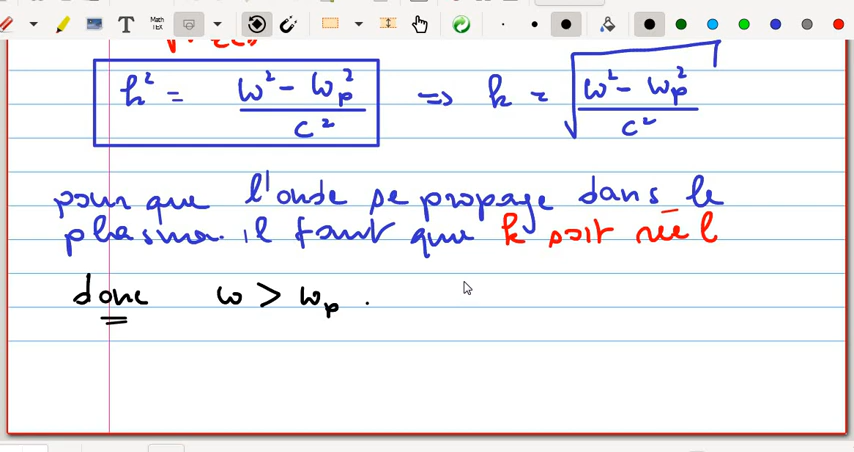 k² = ω² - ωp² / c² => k = √(ω² - ωp² / c²)
pour que l'onde se propage dans le
plasma. il faut que k soit réel
donc ω > ωp .